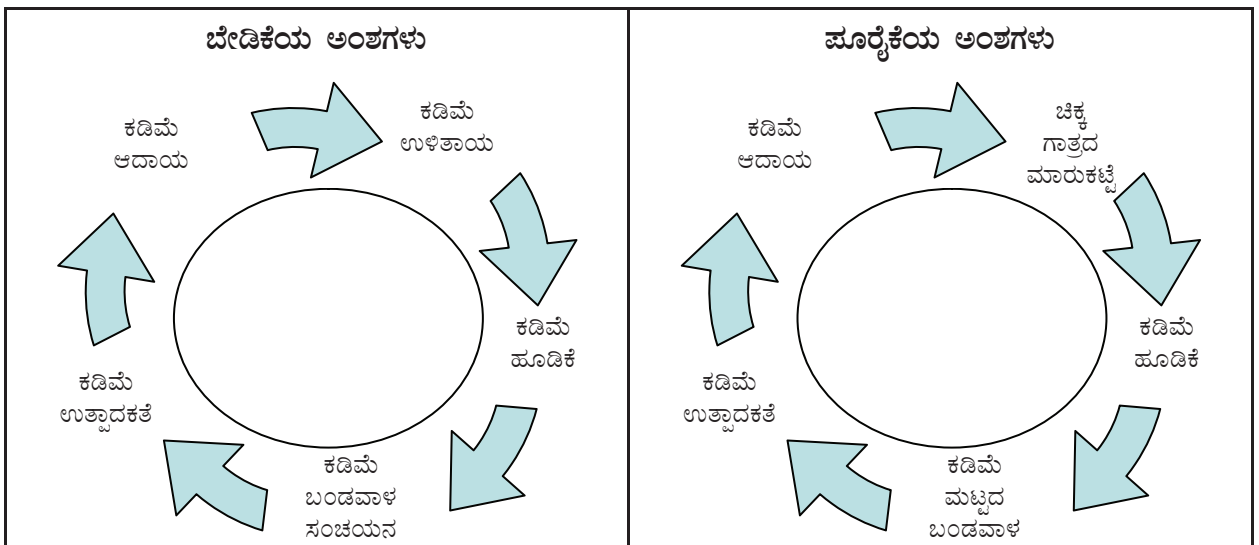 ಬೇಡಿಕೆಯ ಅಂಶಗಳು
ಕಡಿಮೆ
ಆದಾಯ
ಕಡಿಮೆ
ಉಳಿತಾಯ
ಕಡಿಮೆ
ಹೂಡಿಕೆ
ಕಡಿಮೆ
ಬಂಡವಾಳ
ಸಂಚಯನ
ಕಡಿಮೆ
ಉತ್ಪಾದಕತೆ
ಪೂರೈಕೆಯ ಅಂಶಗಳು
ಕಡಿಮೆ
ಆದಾಯ
ಚಿಕ್ಕ
ಗಾತ್ರದ
ಮಾರುಕಟ್ಟೆ
ಕಡಿಮೆ
ಹೂಡಿಕೆ
ಕಡಿಮೆ
ಮಟ್ಟದ
ಬಂಡವಾಳ
ಕಡಿಮೆ
ಉತ್ಪಾದಕತೆ